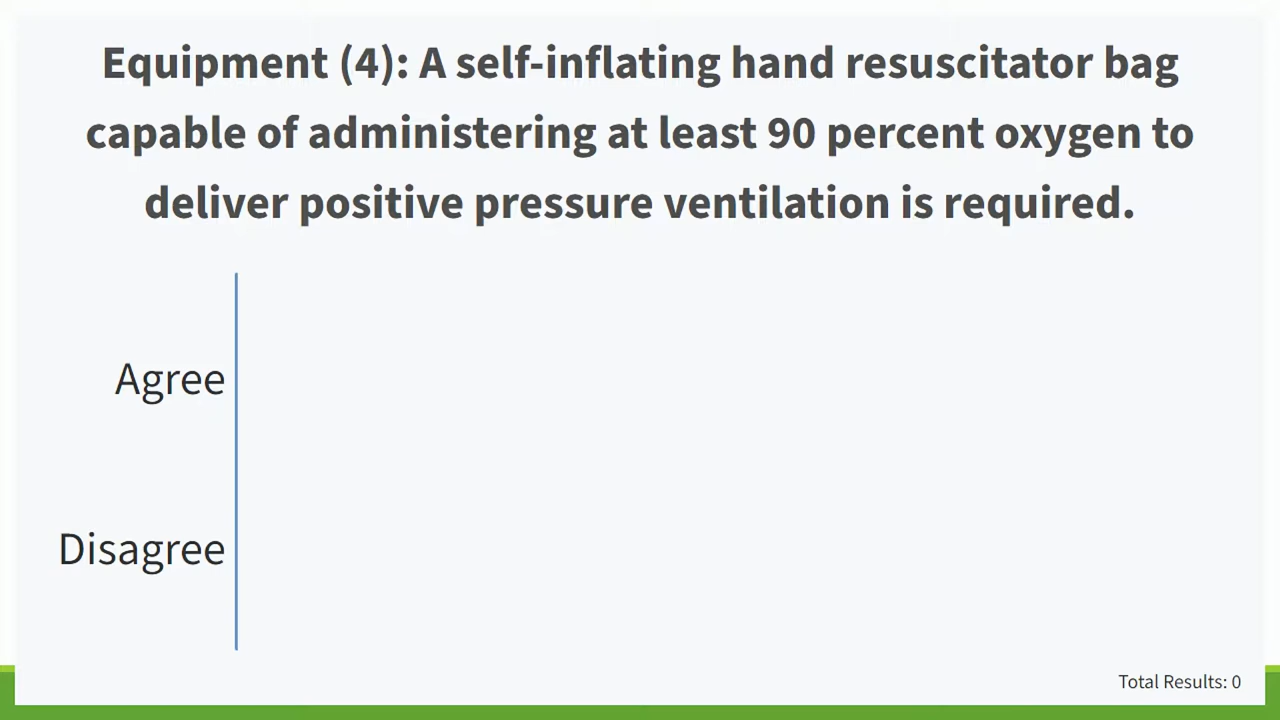 Equipment (4): A self-inflating hand resuscitator bag
capable of administering at least 90 percent oxygen to
deliver positive pressure ventilation is required.
Agree
Disagree
Total Results: 0